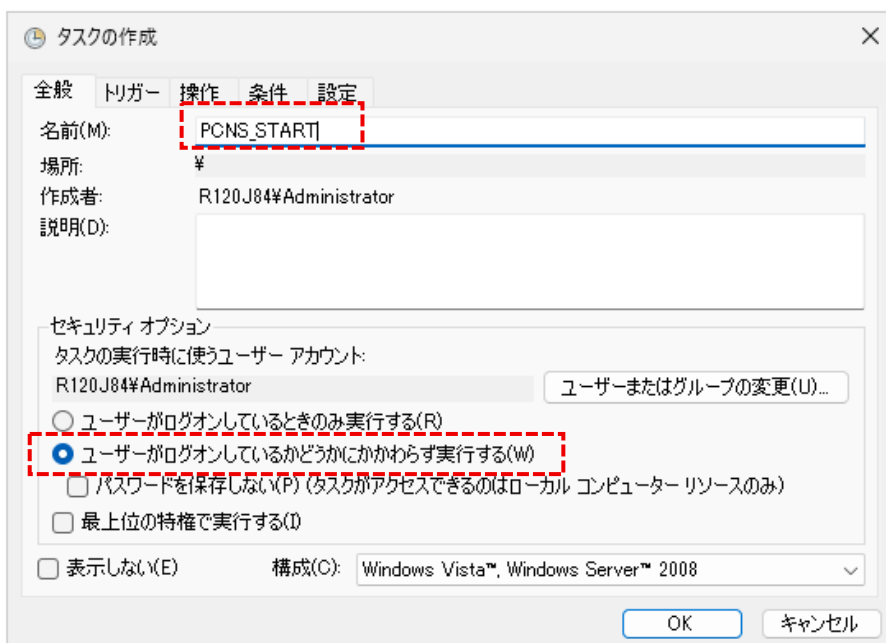 タスクの作成
全般 トリガー 操作 条件 設定
名前(M): PCNS_START
場所: ¥
作成者: R120J84¥Administrator
説明(D):
セキュリティ オプション
タスクの実行時に使うユーザー アカウント:
R120J84¥Administrator ユーザーまたはグループの変更(U)...
ユーザーがログオンしているときのみ実行する(R)
ユーザーがログオンしているかどうかにかかわらず実行する(W)
パスワードを保存しない(P) (タスクがアクセスできるのはローカル コンピューター リソースのみ)
最上位の特権で実行する(I)
表示しない(E) 構成(C): Windows Vista™, Windows Server™ 2008
OK キャンセル